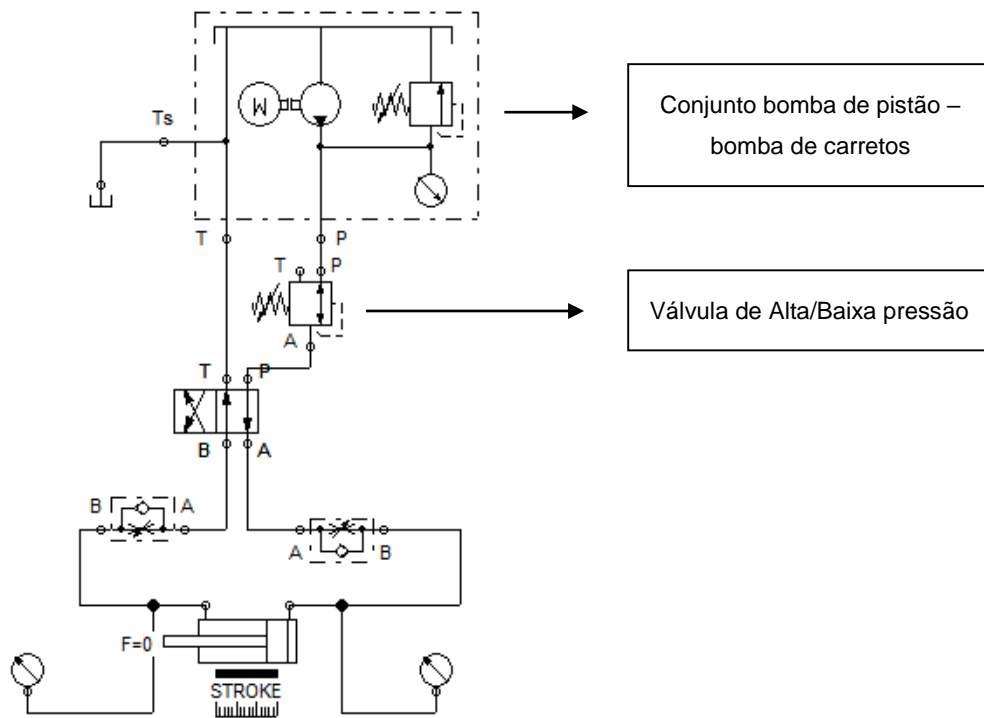 Conjunto bomba de pistão –
bomba de carretos
M
Ts
T
P
T
P
Válvula de Alta/Baixa pressão
A
T
P
B
A
B
A
A
B
F=0
STROKE